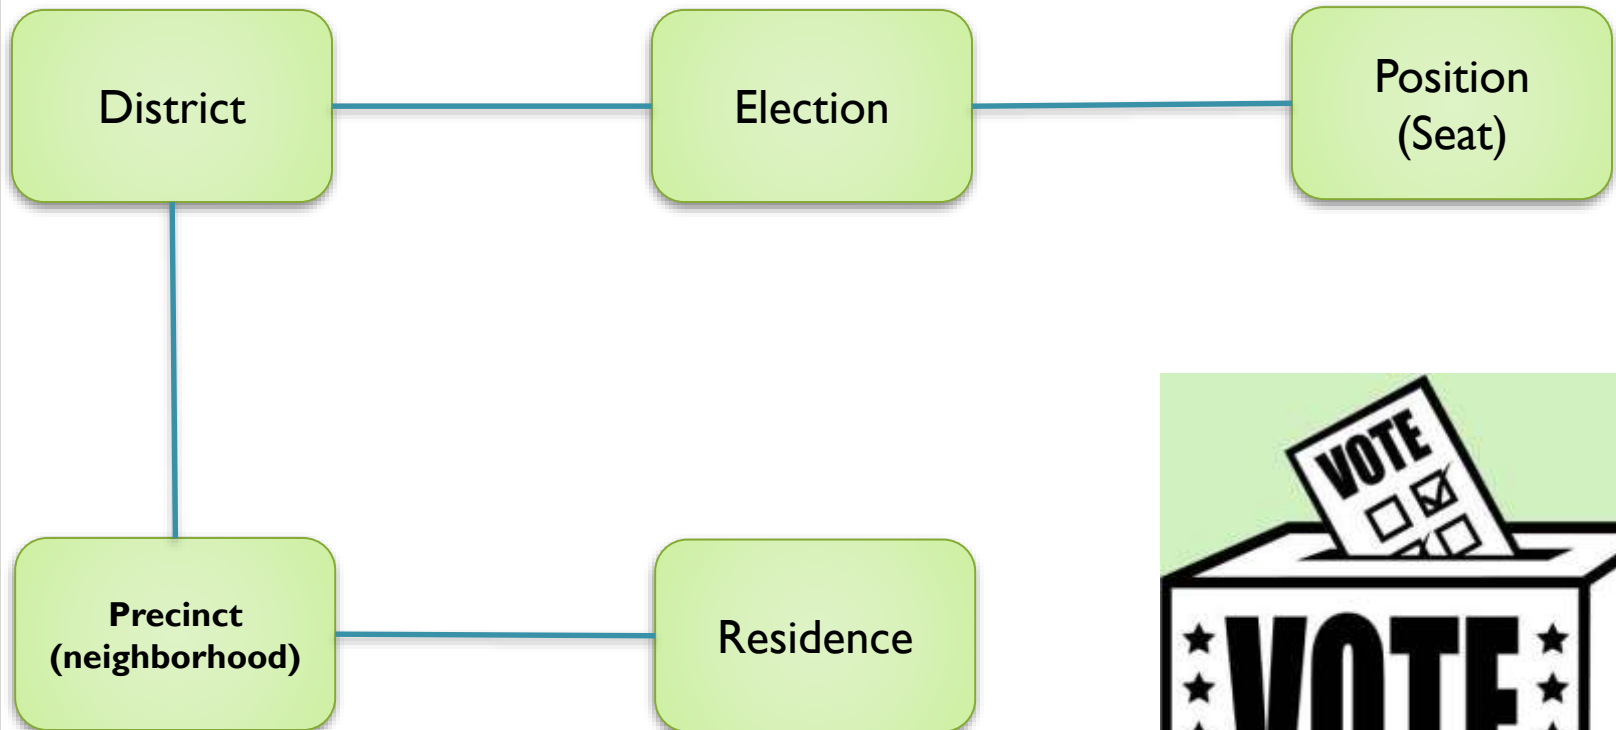 District
Election
Position
(Seat)
Precinct
(neighborhood)
Residence
VOTE
VOTE